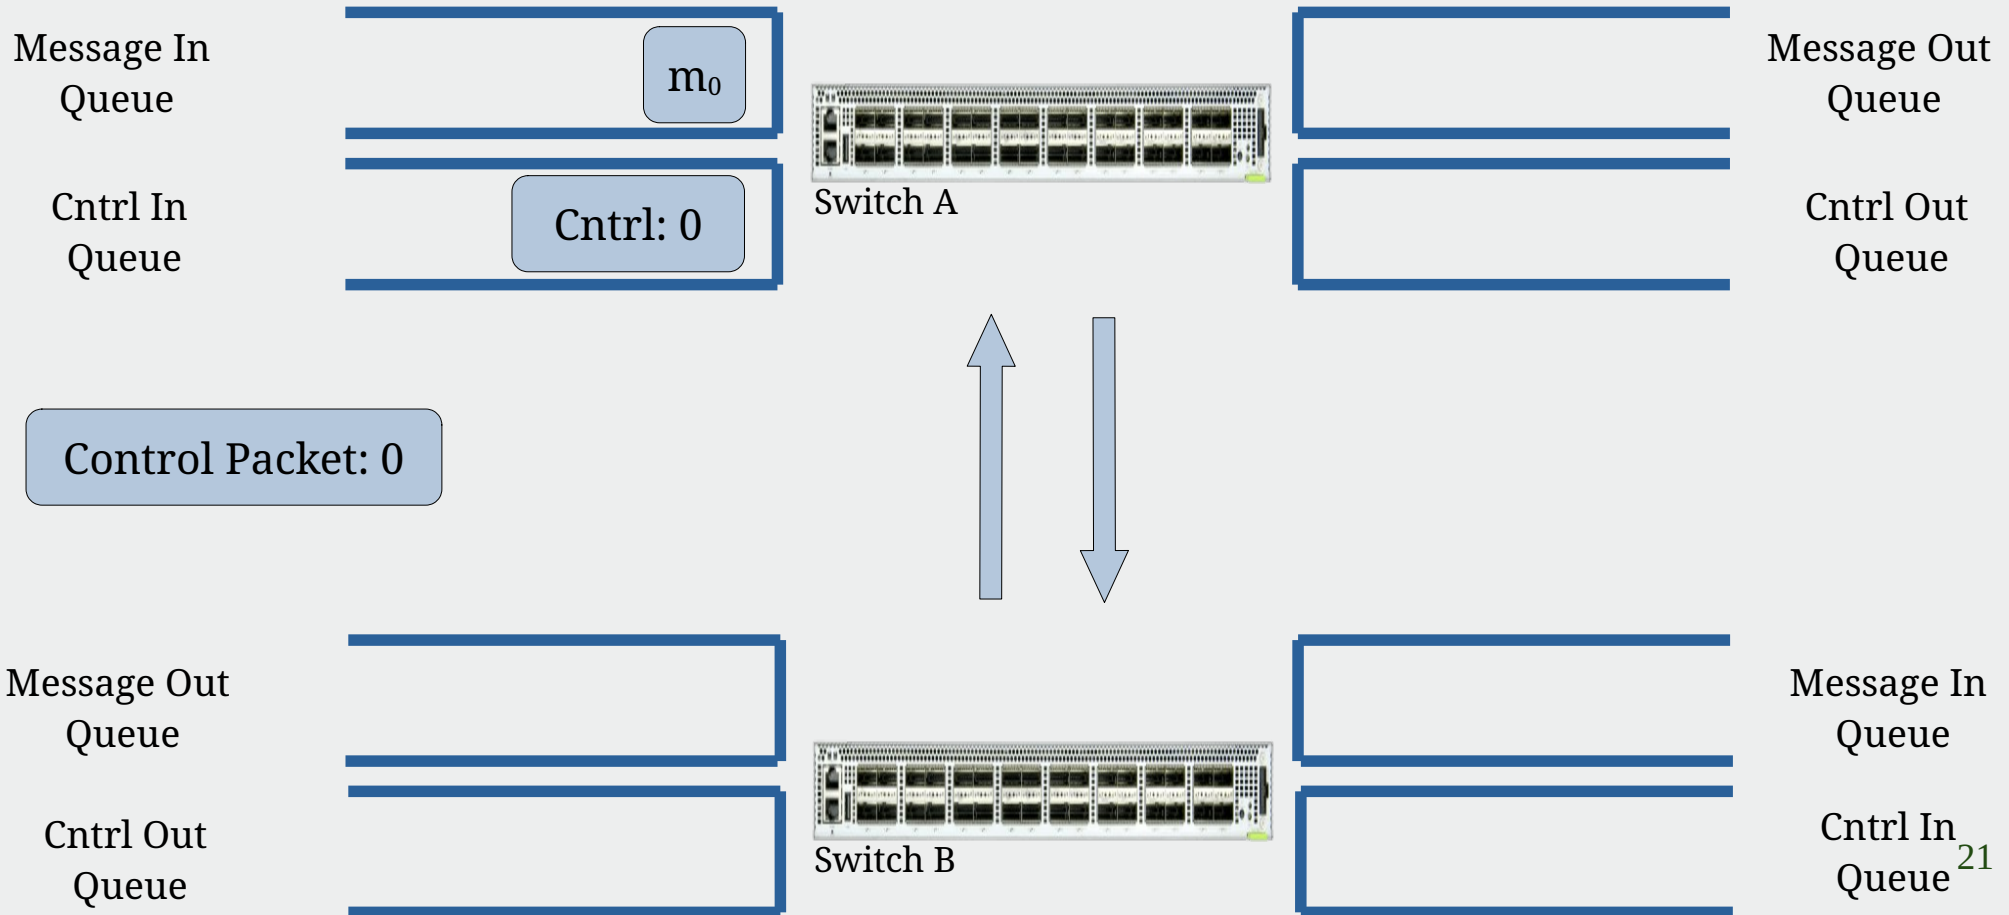 Message In
Queue
m₀
Message Out
Queue
Cntrl In
Queue
Cntrl: 0
Switch A
Cntrl Out
Queue
Control Packet: 0
Message Out
Queue
Message In
Queue
Cntrl Out
Queue
Switch B
Cntrl In
Queue
21